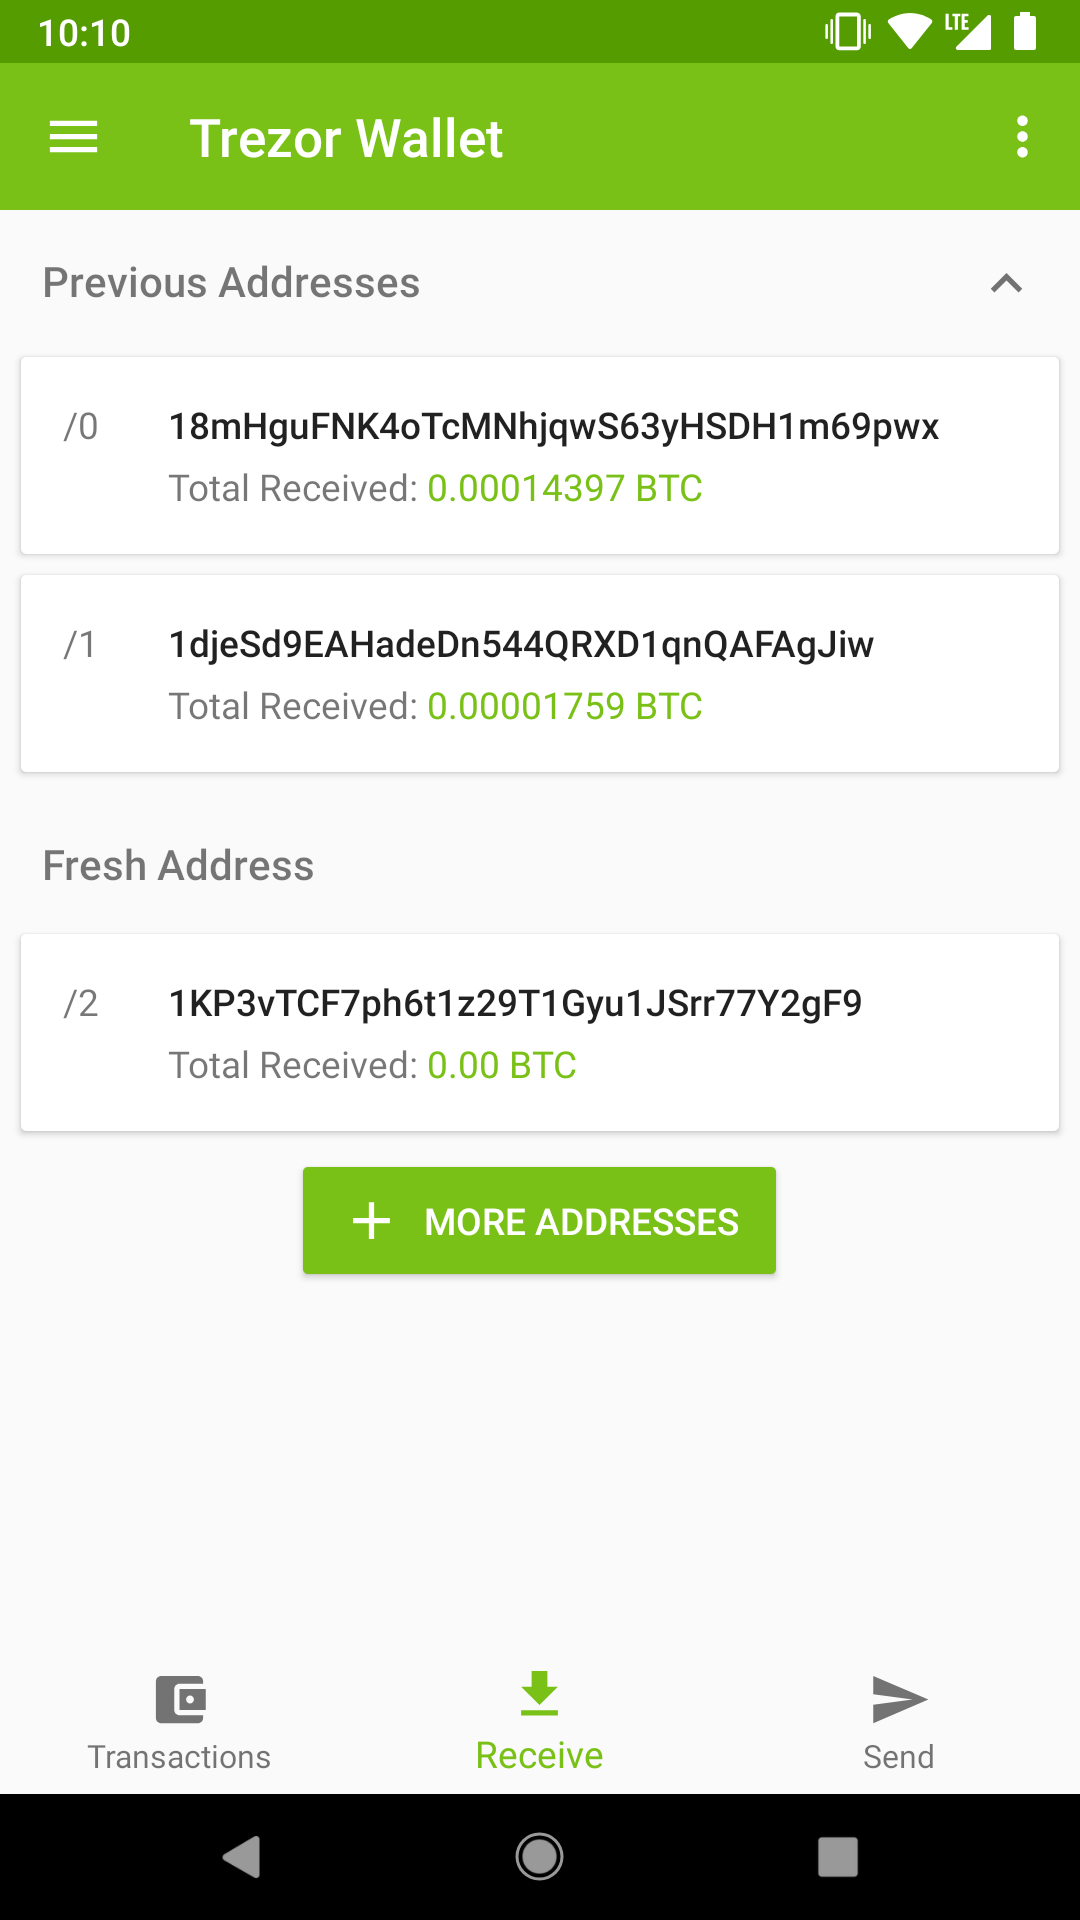 10:10
LTE
Trezor Wallet
Previous Addresses
/0 18mHguFNK4oTcMNhjqwS63yHSDH1m69pwx
Total Received: 0.00014397 BTC
/1 1djeSd9EAHadeDn544QRXD1qnQAFAgJiw
Total Received: 0.00001759 BTC
Fresh Address
/2 1KP3vTCF7ph6t1z29T1Gyu1JSrr77Y2gF9
Total Received: 0.00 BTC
MORE ADDRESSES
Transactions Receive Send